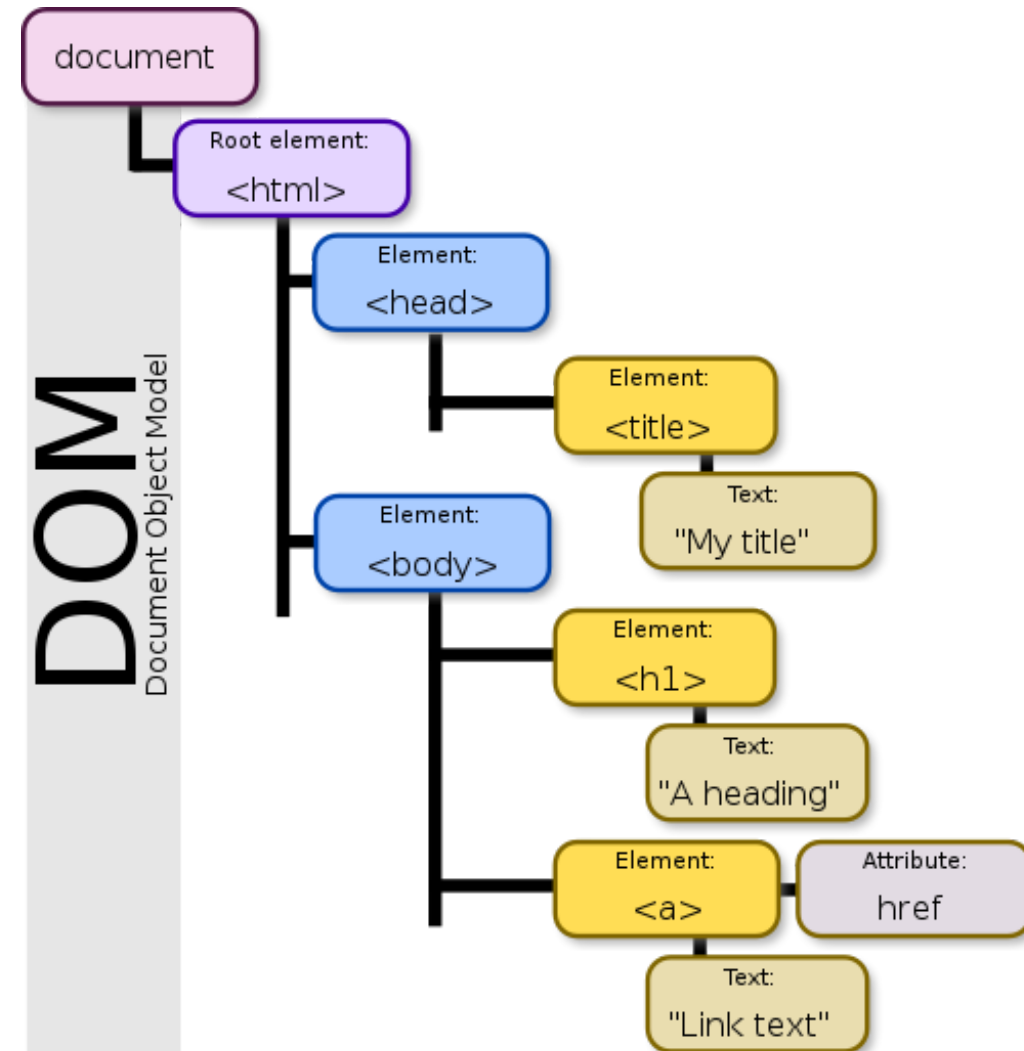 document
Root element:
<html>
Element:
<head>
Element:
<title>
Text:
"My title"
Element:
<body>
Element:
<h1>
Text:
"A heading"
Element:
<a>
Attribute:
href
Text:
"Link text"
DOM
Document Object Model